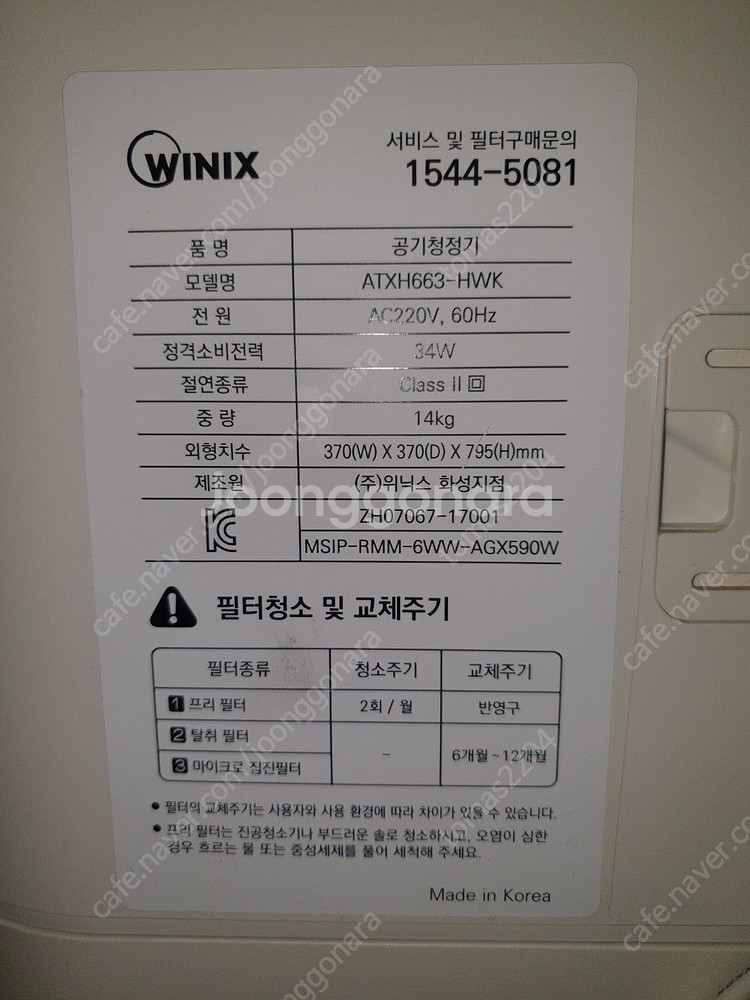 WINIX
서비스 및 필터구매문의
1544-5081
품 명 공기청정기
모델명 ATXH663-HWK
전 원 AC220V, 60Hz
정격소비전력 34W
절연종류 Class II
중 량 14kg
외형치수 370(W) X 370(D) X 795(H)mm
제조원 (주)위닉스 화성지점
ZH07067-17001
MSIP-RMM-6WW-AGX590W
필터청소 및 교체주기
필터종류 청소주기 교체주기
1 프리 필터 2회 / 월 반영구
2 탈취 필터
- 6개월 ~ 12개월
3 마이크로 집진필터
● 필터의 교체주기는 사용자와 사용 환경에 따라 차이가 있을 수 있습니다.
● 프리 필터는 진공청소기나 부드러운 솔로 청소하시고, 오염이 심한
경우 흐르는 물 또는 중성세제를 풀어 세척해 주세요.
Made in Korea
joonggonara
cafe.naver.com/joonggonara
tomas2204